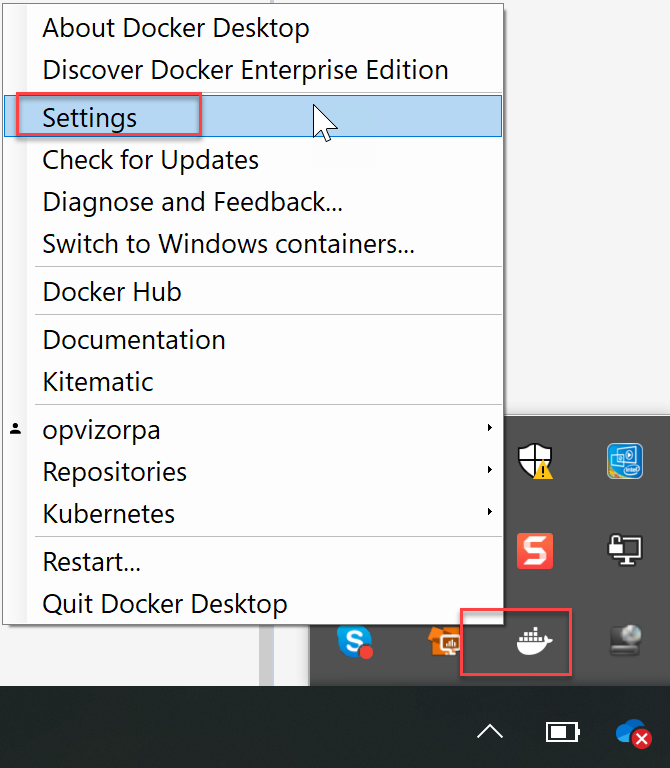 About Docker Desktop
Discover Docker Enterprise Edition
Settings
Check for Updates
Diagnose and Feedback...
Switch to Windows containers...
Docker Hub
Documentation
Kitematic
opvizorpa
Repositories
Kubernetes
Restart...
Quit Docker Desktop
intel
S
S